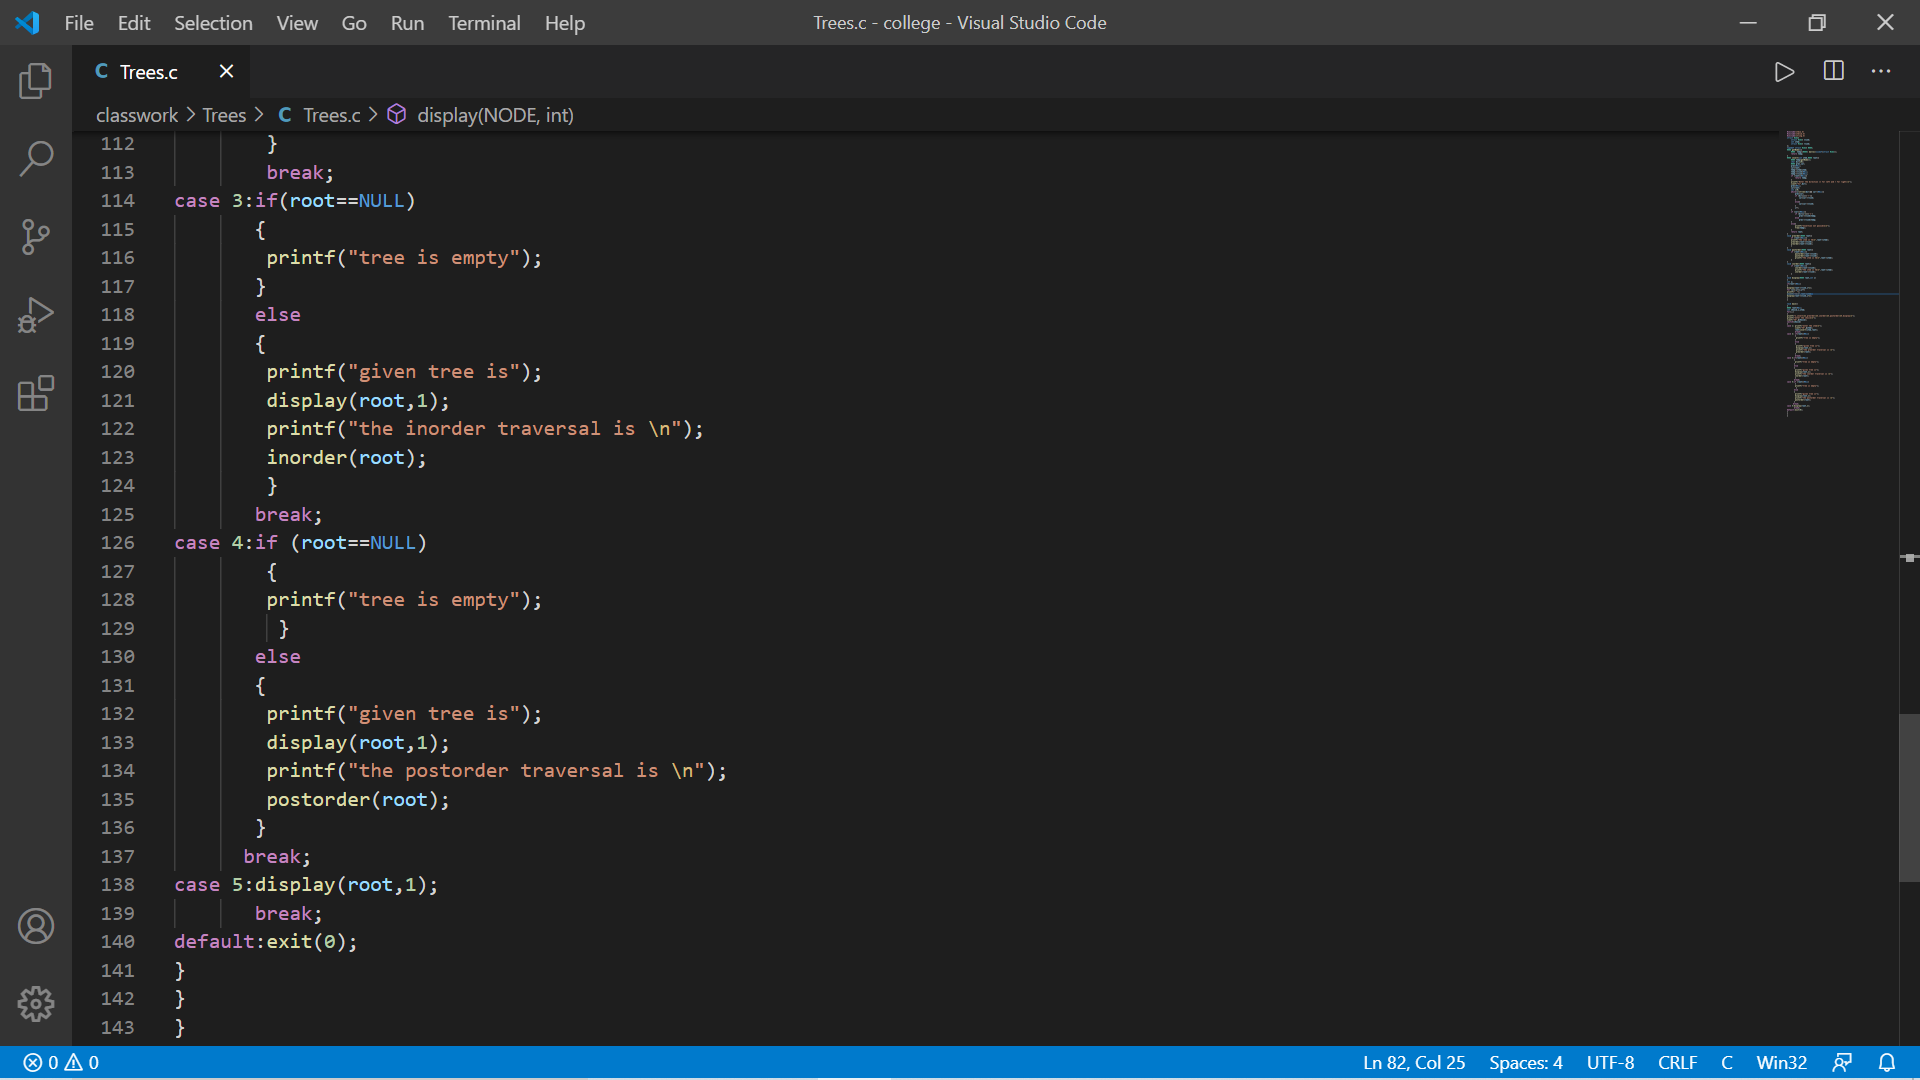 File Edit Selection View Go Run Terminal Help Trees.c - college - Visual Studio Code
C Trees.c
classwork > Trees > C Trees.c > display(NODE, int)
112 }
113 break;
114 case 3:if(root==NULL)
115 {
116 printf("tree is empty");
117 }
118 else
119 {
120 printf("given tree is");
121 display(root,1);
122 printf("the inorder traversal is \n");
123 inorder(root);
124 }
125 break;
126 case 4:if (root==NULL)
127 {
128 printf("tree is empty");
129 }
130 else
131 {
132 printf("given tree is");
133 display(root,1);
134 printf("the postorder traversal is \n");
135 postorder(root);
136 }
137 break;
138 case 5:display(root,1);
139 break;
140 default:exit(0);
141 }
142 }
143 }
0 0 Ln 82, Col 25 Spaces: 4 UTF-8 CRLF C Win32